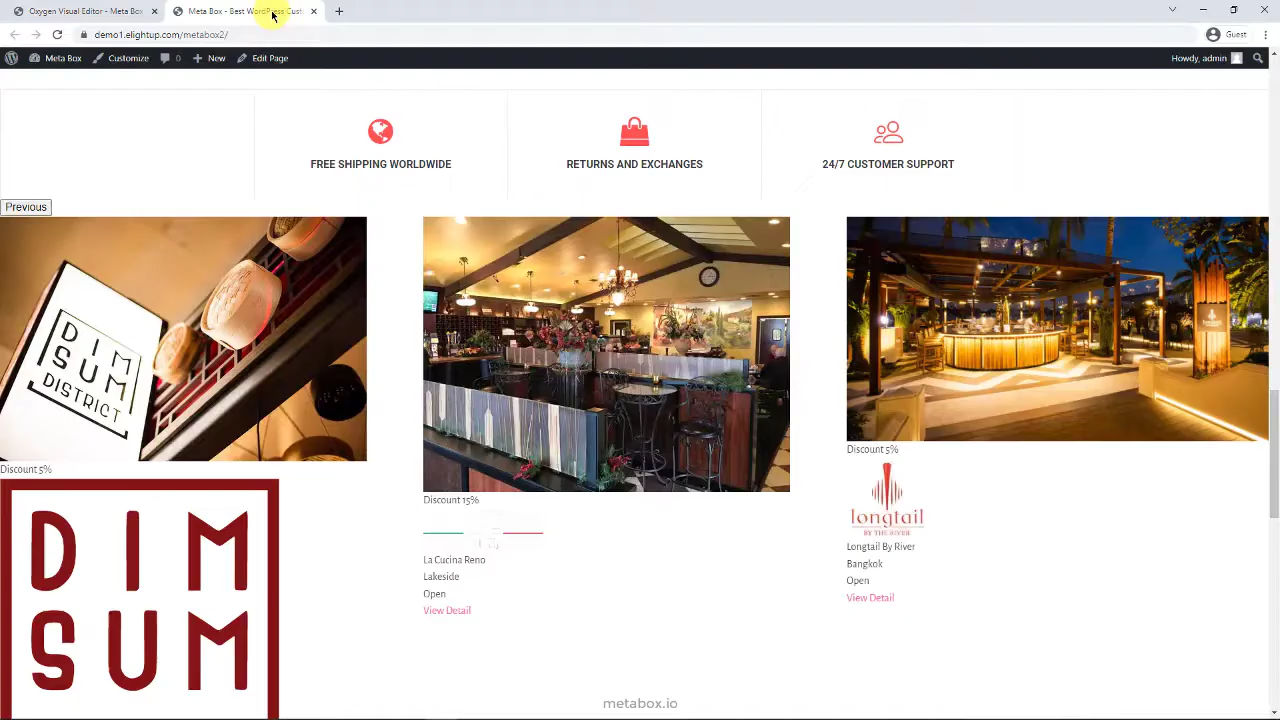 Oxygen Visual Editor - Meta Box
Meta Box - Best WordPress Cust
demo1.elightup.com/metabox2/
Guest
Meta Box
Customize
0
New
Edit Page
Howdy, admin
FREE SHIPPING WORLDWIDE
RETURNS AND EXCHANGES
24/7 CUSTOMER SUPPORT
Previous
DIM
SUM
DISTRICT
Discount 5%
DIM
SUM
Discount 15%
La Cucina Reno
Lakeside
Open
View Detail
Discount 5%
longtail
BY THE RIVER
Longtail By River
Bangkok
Open
View Detail
metabox.io